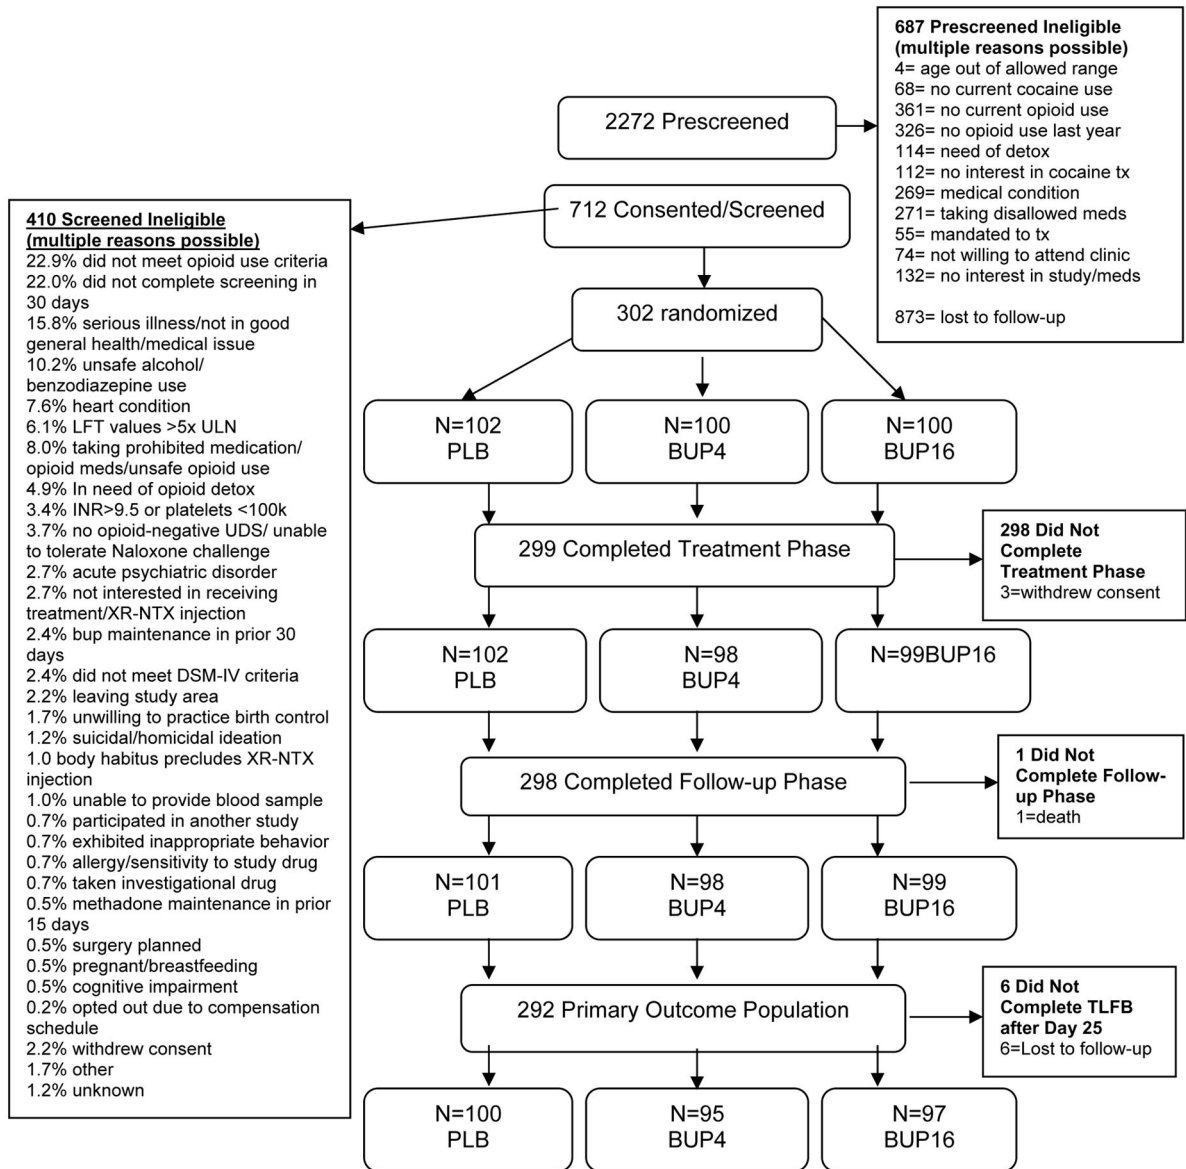 687 Prescreened Ineligible
(multiple reasons possible)
4= age out of allowed range
68= no current cocaine use
361= no current opioid use
326= no opioid use last year
114= need of detox
112= no interest in cocaine tx
269= medical condition
271= taking disallowed meds
55= mandated to tx
74= not willing to attend clinic
132= no interest in study/meds
873= lost to follow-up
2272 Prescreened
712 Consented/Screened
410 Screened Ineligible
(multiple reasons possible)
22.9% did not meet opioid use criteria
22.0% did not complete screening in
30 days
15.8% serious illness/not in good
general health/medical issue
10.2% unsafe alcohol/
benzodiazepine use
7.6% heart condition
6.1% LFT values >5x ULN
8.0% taking prohibited medication/
opioid meds/unsafe opioid use
4.9% In need of opioid detox
3.4% INR>9.5 or platelets <100k
3.7% no opioid-negative UDS/ unable
to tolerate Naloxone challenge
2.7% acute psychiatric disorder
2.7% not interested in receiving
treatment/XR-NTX injection
2.4% bup maintenance in prior 30
days
2.4% did not meet DSM-IV criteria
2.2% leaving study area
1.7% unwilling to practice birth control
1.2% suicidal/homicidal ideation
1.0 body habitus precludes XR-NTX
injection
1.0% unable to provide blood sample
0.7% participated in another study
0.7% exhibited inappropriate behavior
0.7% allergy/sensitivity to study drug
0.7% taken investigational drug
0.5% methadone maintenance in prior
15 days
0.5% surgery planned
0.5% pregnant/breastfeeding
0.5% cognitive impairment
0.2% opted out due to compensation
schedule
2.2% withdrew consent
1.7% other
1.2% unknown
302 randomized
N=102
PLB
N=100
BUP4
N=100
BUP16
299 Completed Treatment Phase
298 Did Not
Complete
Treatment Phase
3=withdrew consent
N=102
PLB
N=98
BUP4
N=99BUP16
298 Completed Follow-up Phase
1 Did Not
Complete Follow-
up Phase
1=death
N=101
PLB
N=98
BUP4
N=99
BUP16
292 Primary Outcome Population
6 Did Not
Complete TLFB
after Day 25
6=Lost to follow-up
N=100
PLB
N=95
BUP4
N=97
BUP16